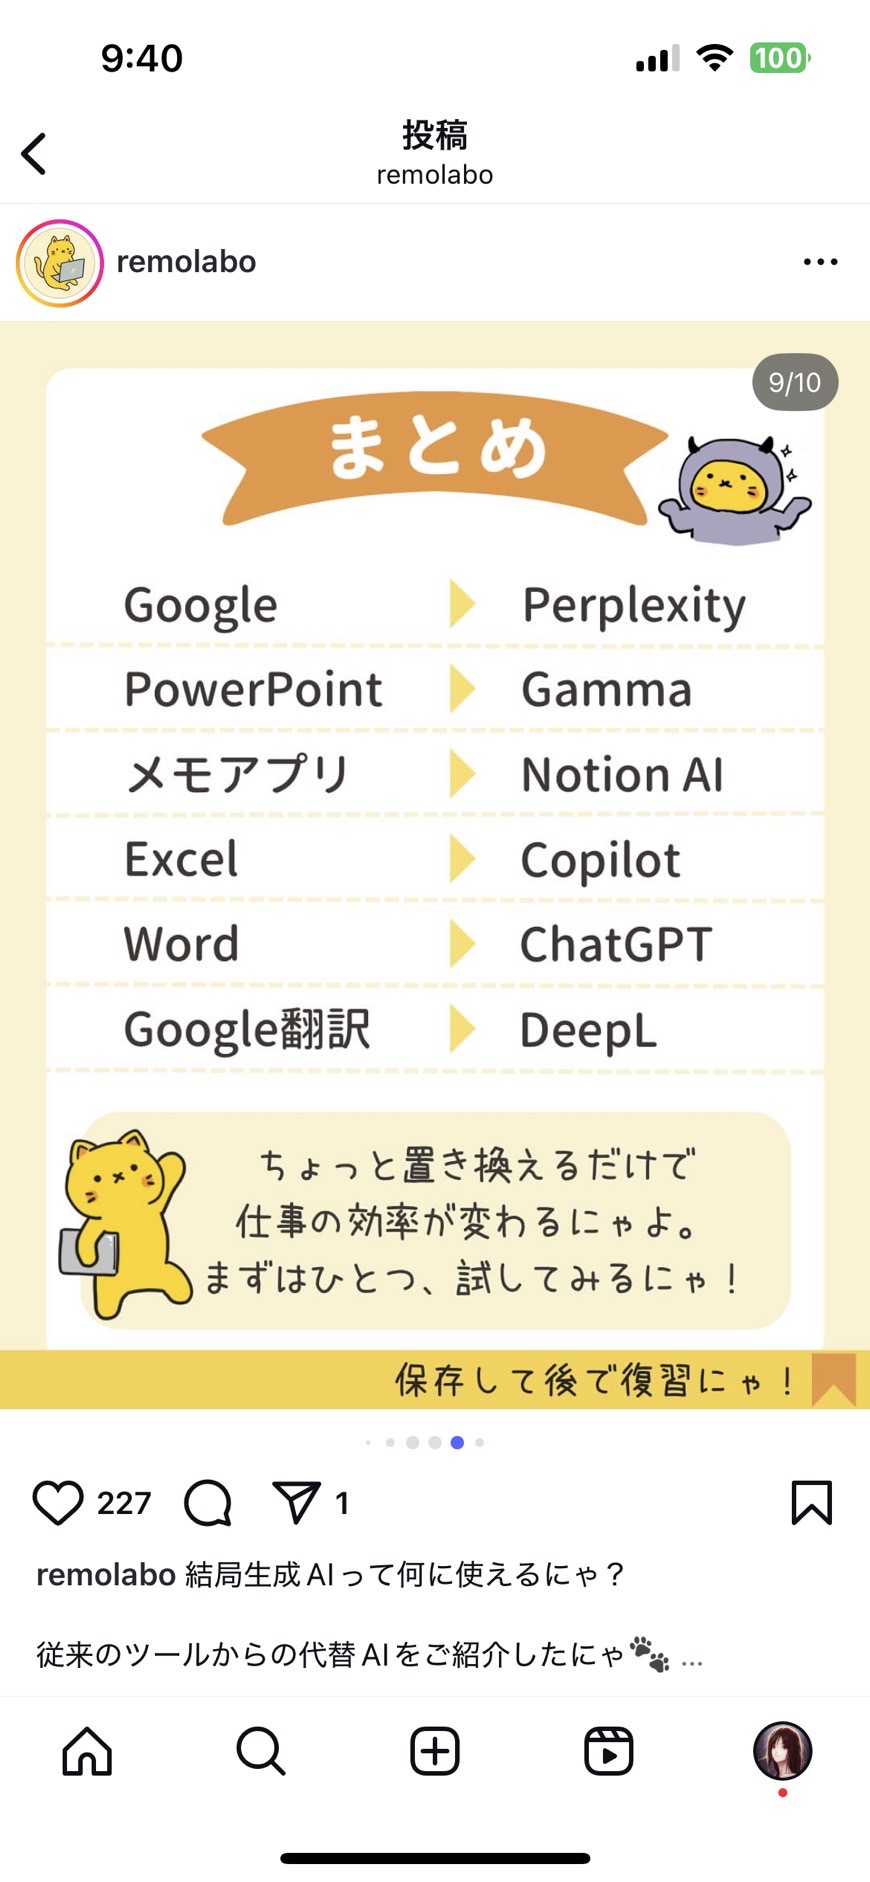 9:40
100
投稿
remolabo
remolabo
9/10
まとめ
Google Perplexity
PowerPoint Gamma
メモアプリ Notion AI
Excel Copilot
Word ChatGPT
Google翻訳 DeepL
ちょっと置き換えるだけで
仕事の効率が変わるにゃよ。
まずはひとつ、試してみるにゃ！
保存して後で復習にゃ！
227 1
remolabo 結局生成AIって何に使えるにゃ？
従来のツールからの代替AIをご紹介したにゃ🐾 ...